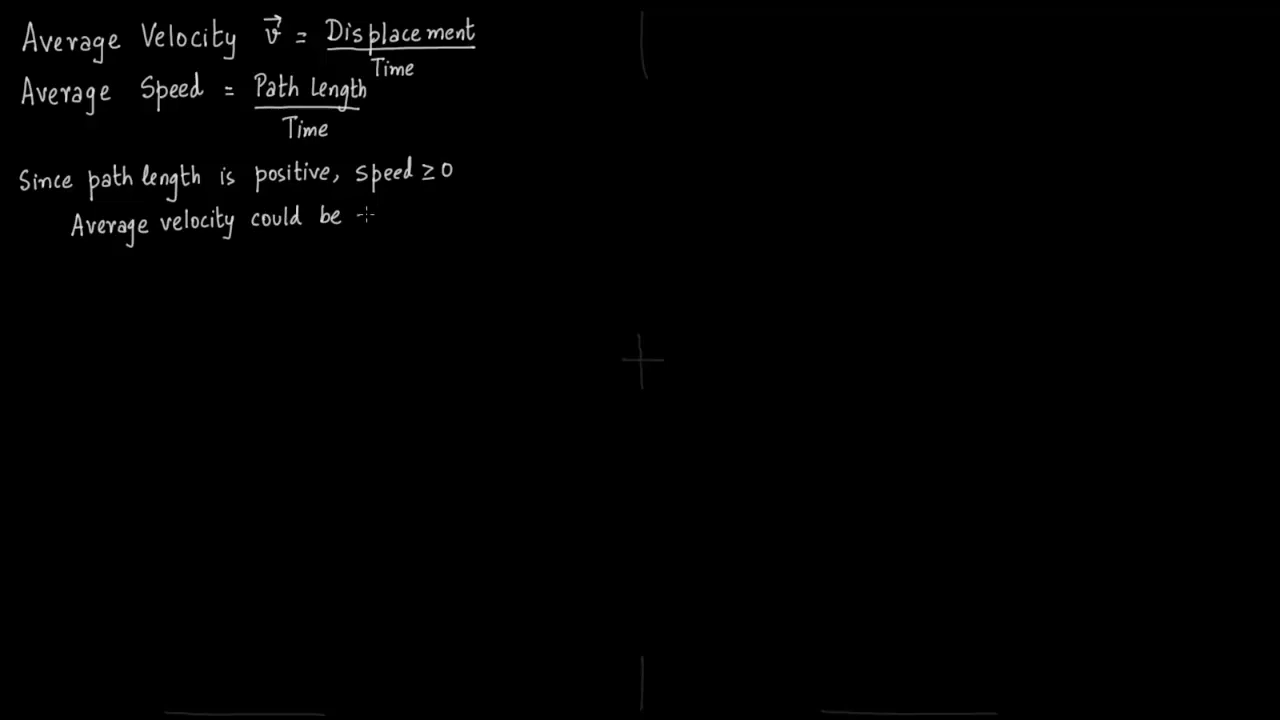 Average Velocity v⃗ = Displacement
Time
Average Speed = Path Length
Time
Since path length is positive, speed ≥ 0
Average velocity could be +